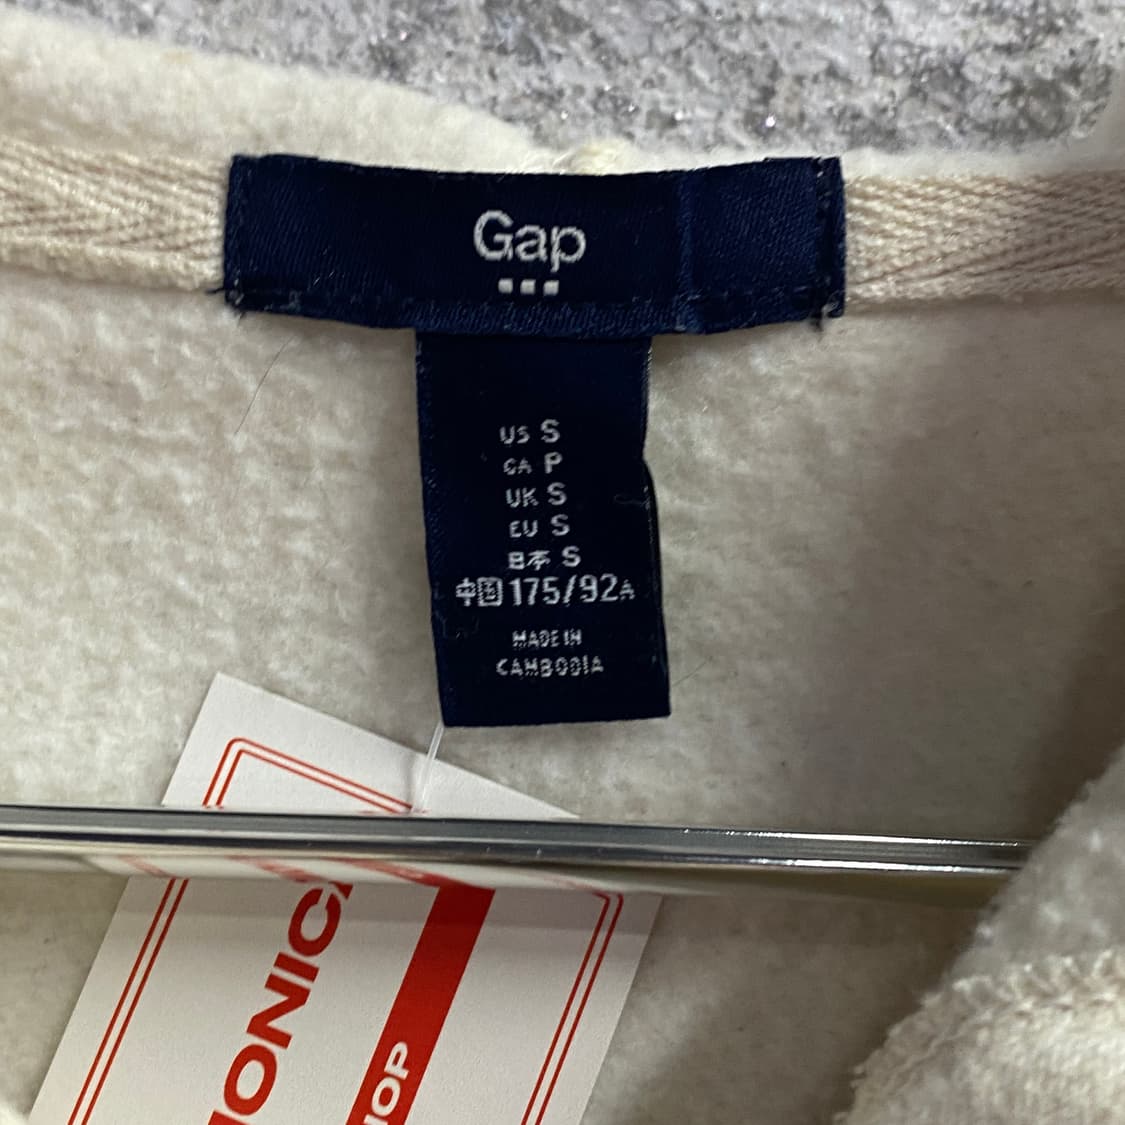 Gap
US S
CA P
UK S
EU S
日本 S
中国 175/92A
MADE IN
CAMBODIA